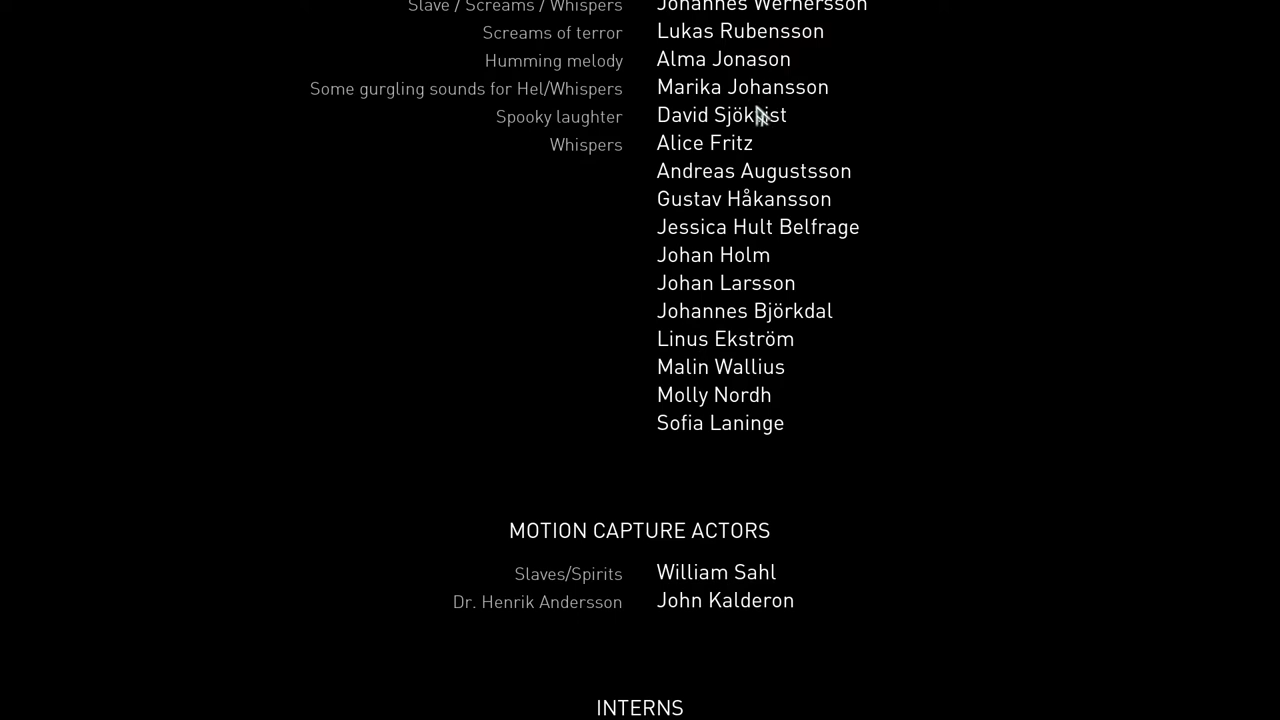 Slave / Screams / Whispers Johannes Wernersson
Screams of terror Lukas Rubensson
Humming melody Alma Jonason
Some gurgling sounds for Hel/Whispers Marika Johansson
Spooky laughter David Sjökvist
Whispers Alice Fritz
Andreas Augustsson
Gustav Håkansson
Jessica Hult Belfrage
Johan Holm
Johan Larsson
Johannes Björkdal
Linus Ekström
Malin Wallius
Molly Nordh
Sofia Laninge
MOTION CAPTURE ACTORS
Slaves/Spirits William Sahl
Dr. Henrik Andersson John Kalderon
INTERNS